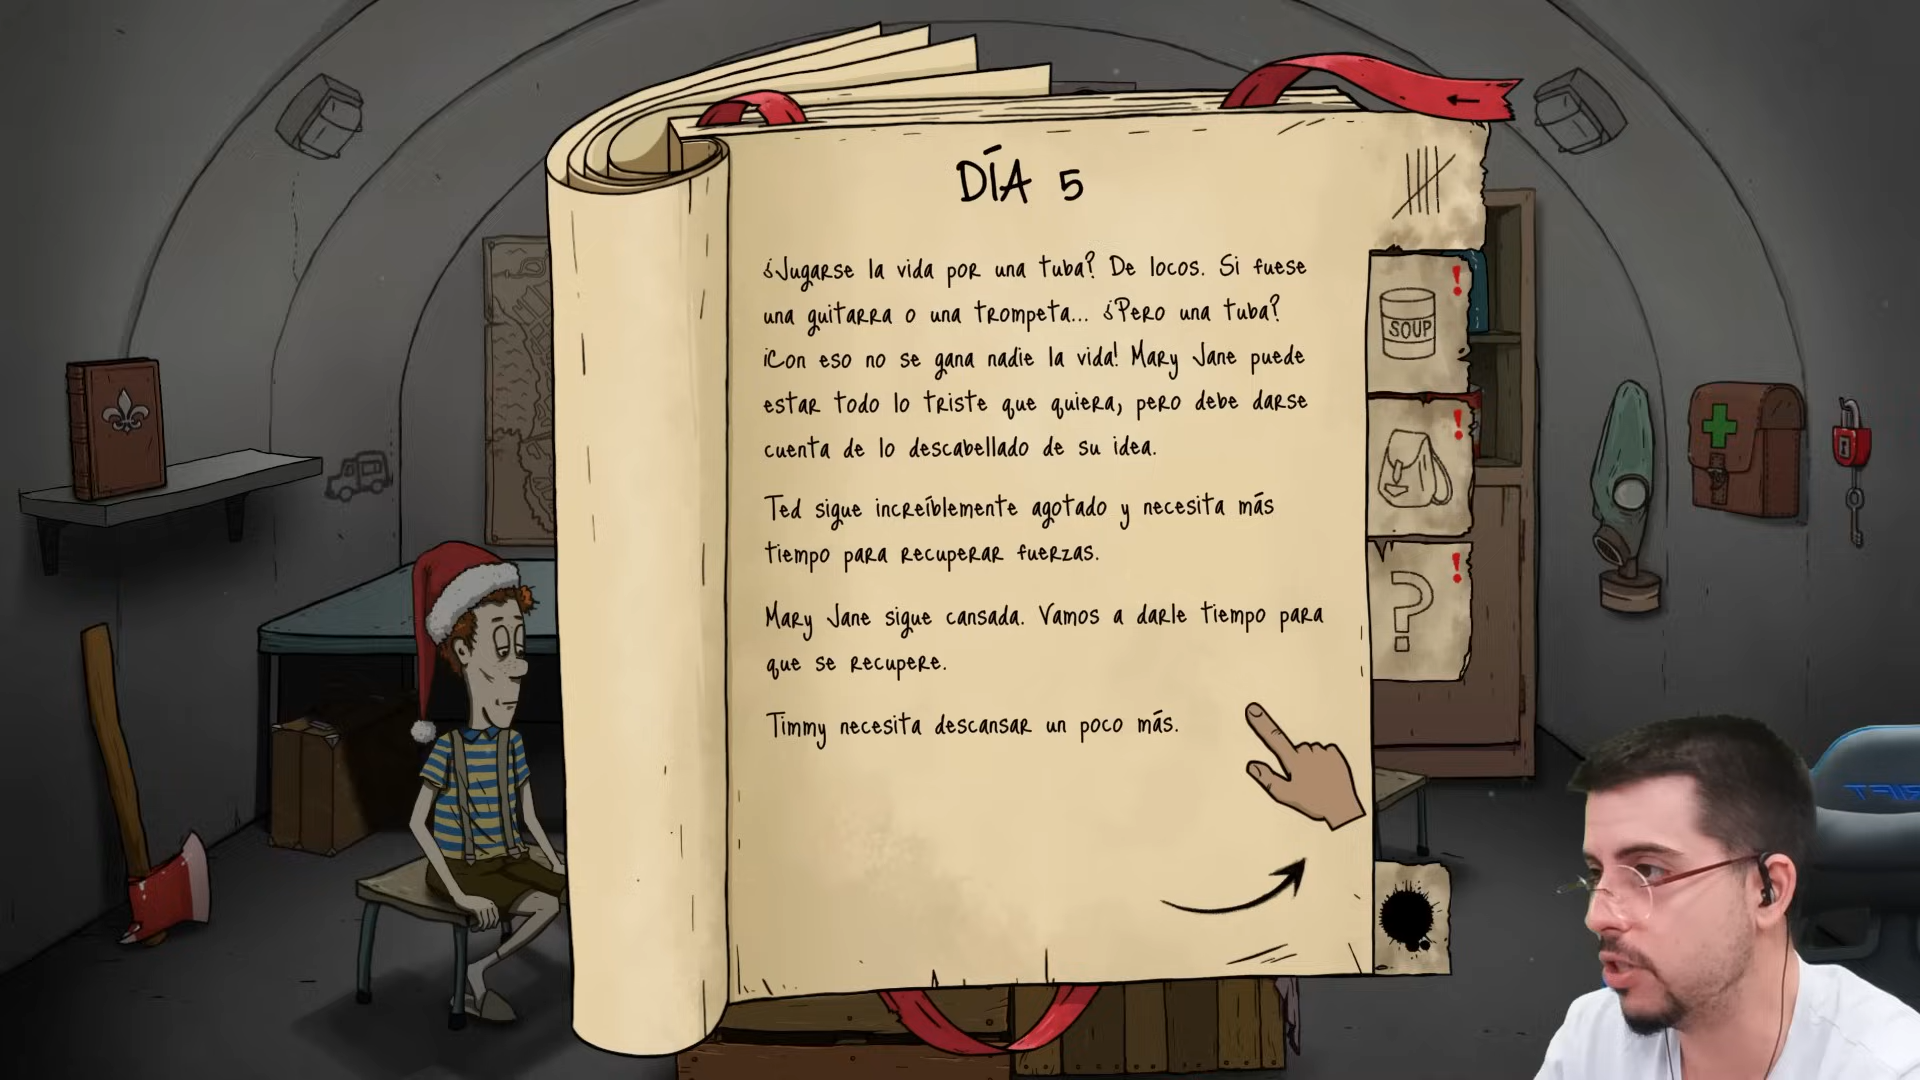 DÍA 5
¿Jugarse la vida por una tuba? De locos. Si fuese
una guitarra o una trompeta... ¿Pero una tuba?
¡Con eso no se gana nadie la vida! Mary Jane puede
estar todo lo triste que quiera, pero debe darse
cuenta de lo descabellado de su idea.
Ted sigue increíblemente agotado y necesita más
tiempo para recuperar fuerzas.
Mary Jane sigue cansada. Vamos a darle tiempo para
que se recupere.
Timmy necesita descansar un poco más.
!
SOUP
!
!
?